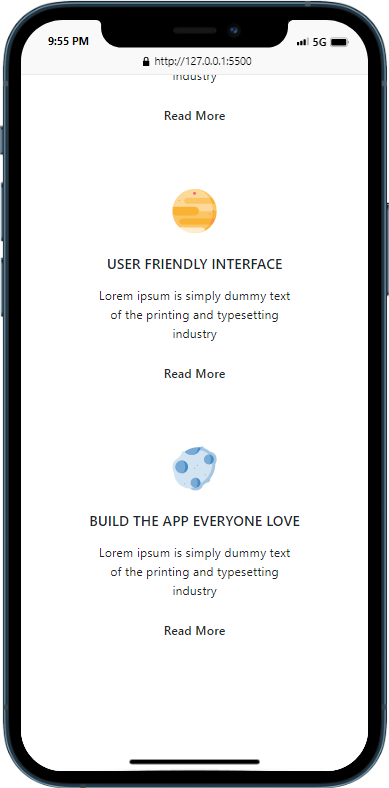 9:55 PM
5G
http://127.0.0.1:5500
industry
Read More
USER FRIENDLY INTERFACE
Lorem ipsum is simply dummy text
of the printing and typesetting
industry
Read More
BUILD THE APP EVERYONE LOVE
Lorem ipsum is simply dummy text
of the printing and typesetting
industry
Read More